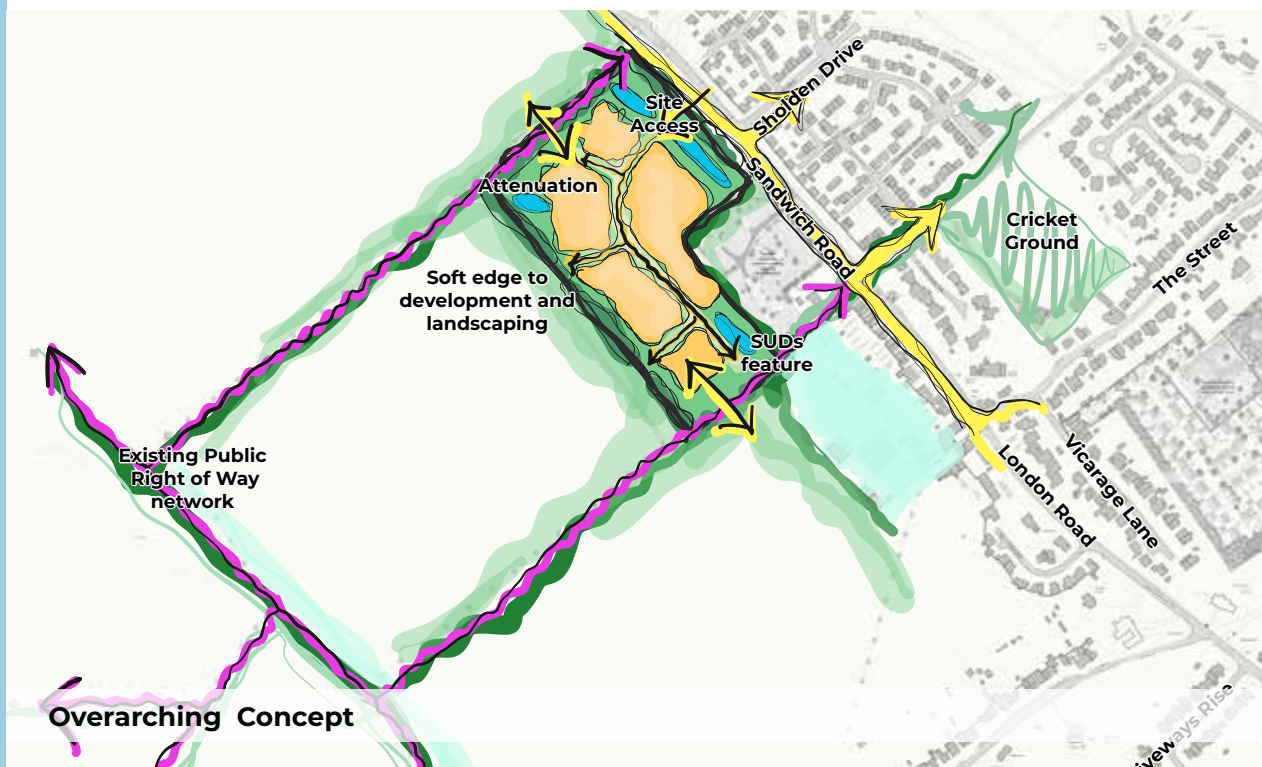 Sholden Drive
Site
Access
Attenuation
Sandwich Road
Cricket
Ground
The Street
Soft edge to
development and
landscaping
SUDs
feature
Existing Public
Right of Way
network
London Road
Vicarage Lane
Overarching Concept
Rise